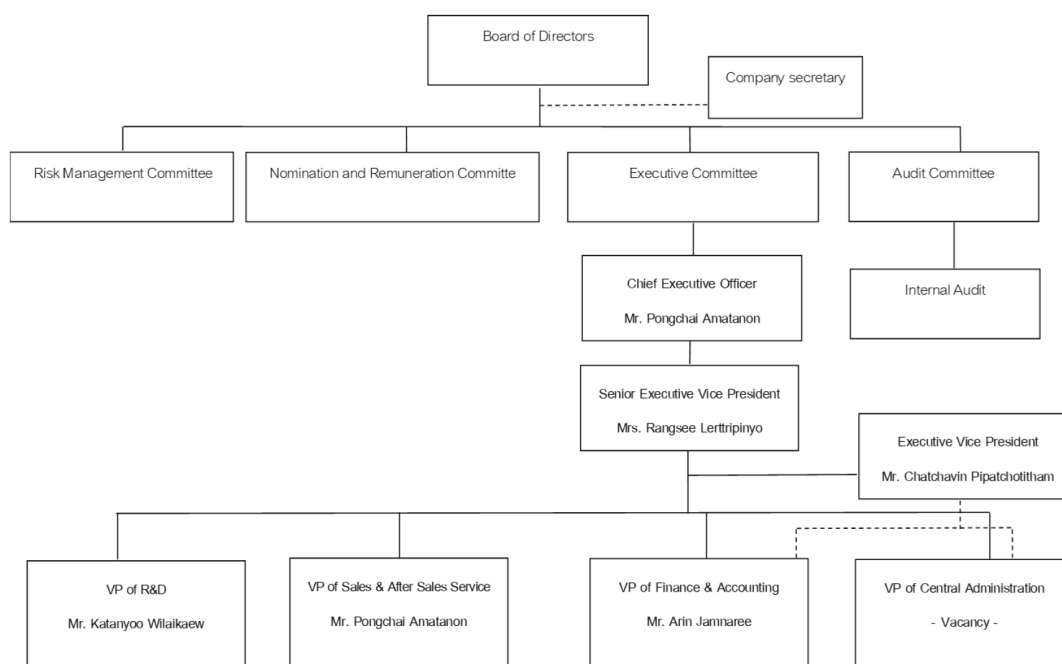 Board of Directors
Company secretary
Risk Management Committee
Nomination and Remuneration Committe
Executive Committee
Audit Committee
Chief Executive Officer
Mr. Pongchai Amatanon
Internal Audit
Senior Executive Vice President
Mrs. Rangsee Lerttripinyo
Executive Vice President
Mr. Chatchavin Pipatchotitham
VP of R&D
Mr. Katanyoo Wilaikaew
VP of Sales & After Sales Service
Mr. Pongchai Amatanon
VP of Finance & Accounting
Mr. Arin Jamnaree
VP of Central Administration
- Vacancy -